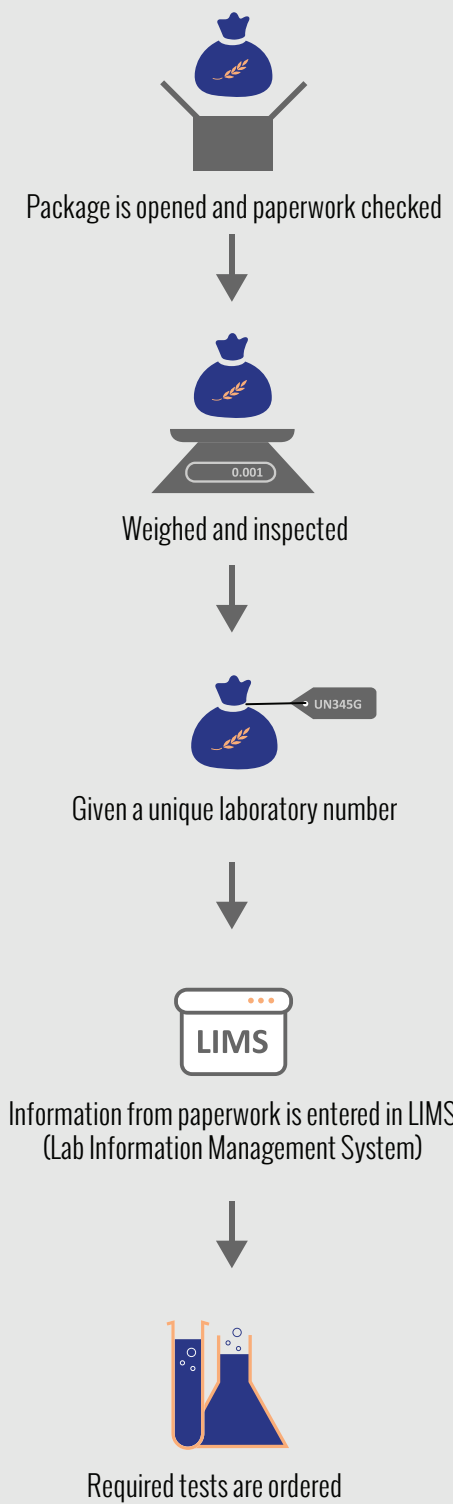 Package is opened and paperwork checked
0.001
Weighed and inspected
UN345G
Given a unique laboratory number
LIMS
Information from paperwork is entered in LIMS
(Lab Information Management System)
Required tests are ordered